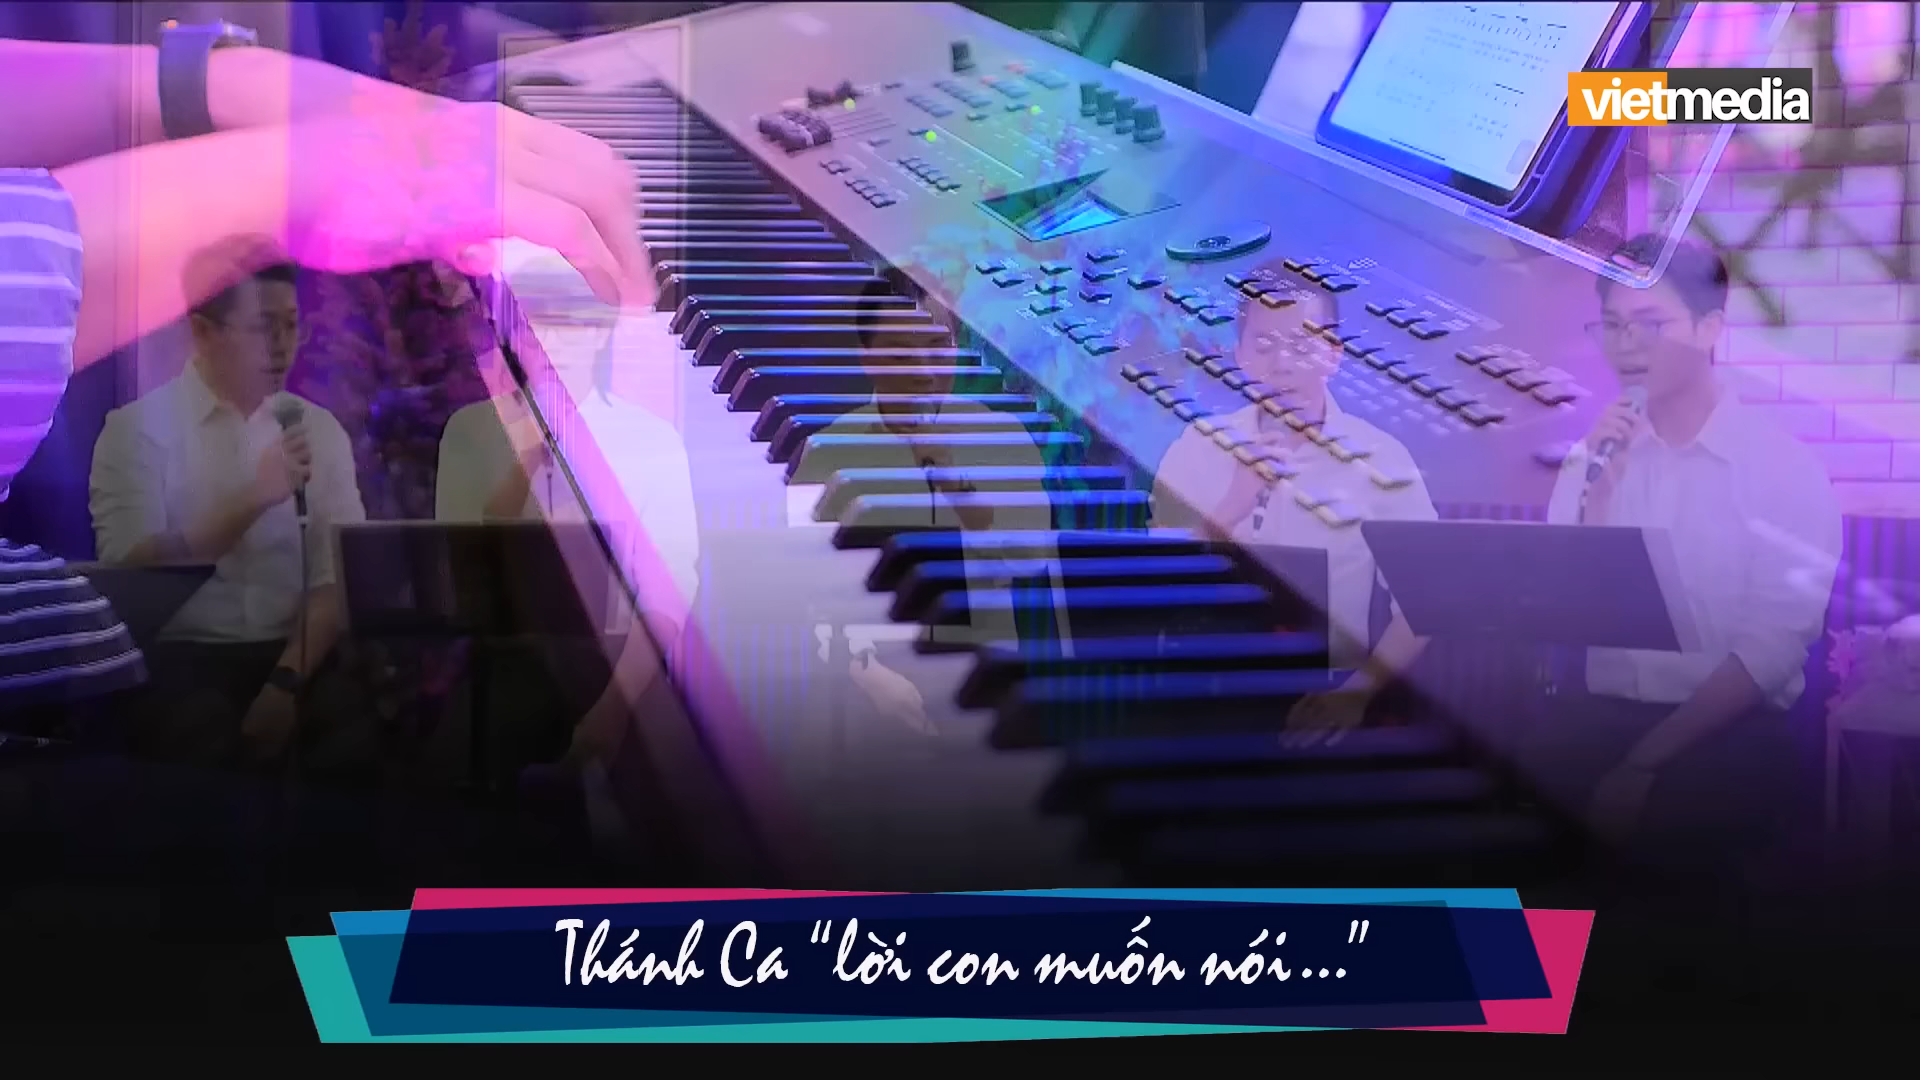 vietmedia
Thánh Ca “lời con muốn nói...”